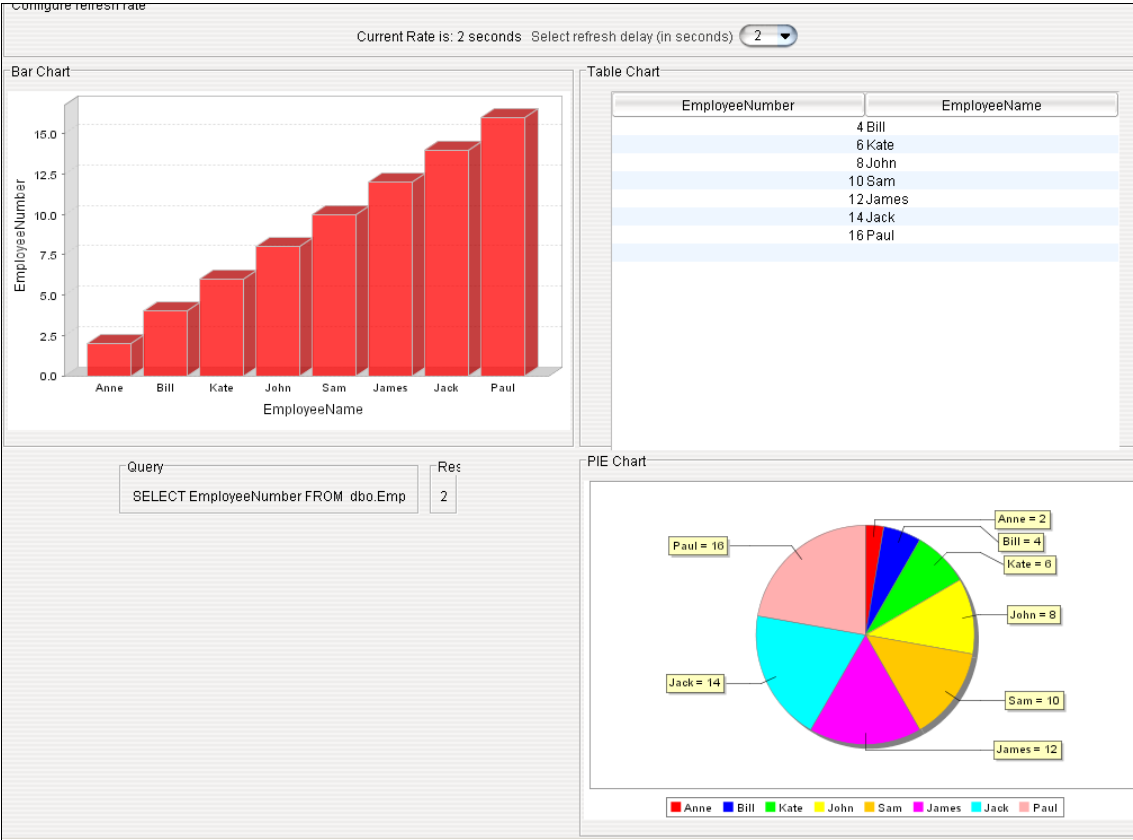 Configure refresh rate
Current Rate is: 2 seconds Select refresh delay (in seconds) 2
Bar Chart
15.0
12.5
10.0
7.5
5.0
2.5
0.0
EmployeeNumber
Anne Bill Kate John Sam James Jack Paul
EmployeeName
Table Chart
EmployeeNumber EmployeeName
4 Bill
6 Kate
8 John
10 Sam
12 James
14 Jack
16 Paul
Query
SELECT EmployeeNumber FROM dbo.Emp
Res
2
PIE Chart
Anne = 2
Bill = 4
Kate = 6
John = 8
Sam = 10
James = 12
Jack = 14
Paul = 16
Anne Bill Kate John Sam James Jack Paul